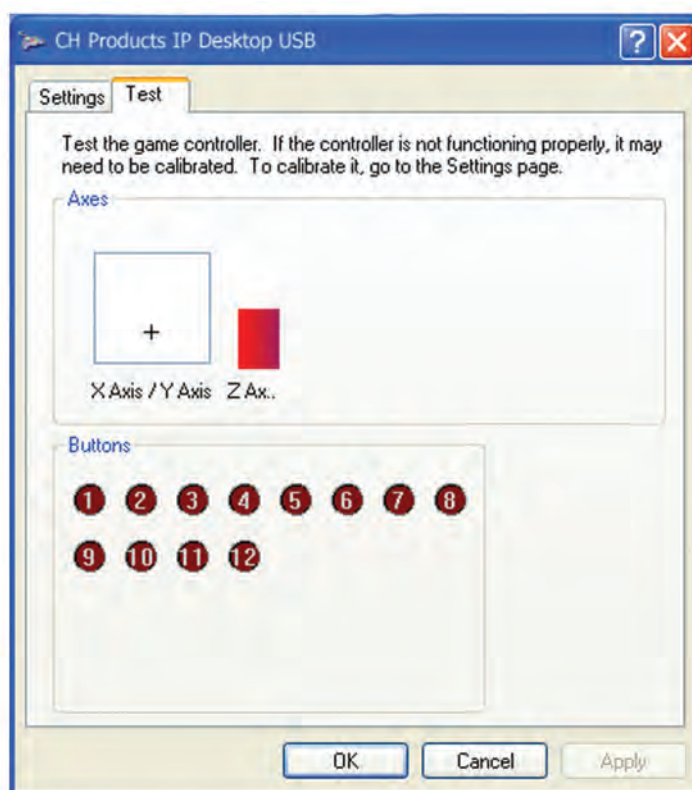 CH Products IP Desktop USB
Settings Test
Test the game controller. If the controller is not functioning properly, it may
need to be calibrated. To calibrate it, go to the Settings page.
Axes
X Axis / Y Axis Z Ax..
Buttons
1 2 3 4 5 6 7 8
9 10 11 12
OK Cancel Apply